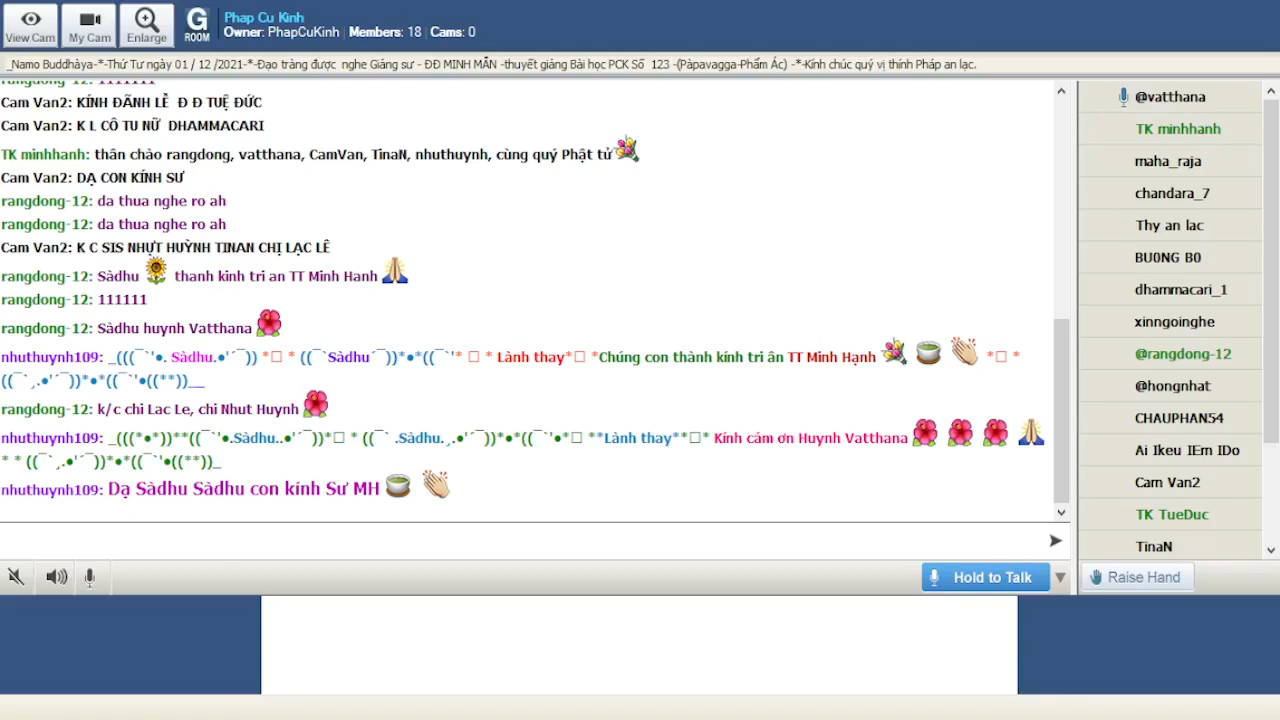 View Cam
My Cam
Enlarge
G
ROOM
Phap Cu Kinh
Owner: PhapCuKinh | Members: 18 | Cams: 0
_Namo Buddhàya-*-Thứ Tư ngày 01 / 12 /2021-*-Đạo tràng được nghe Giảng sư - ĐĐ MINH MẪN -thuyết giảng Bài học PCK Số 123 -(Pàpavagga-Phẩm Ác) -*-Kính chúc quý vị thính Pháp an lạc.
rangdong-12: 1111111
Cam Van2: KÍNH ĐÃNH LỄ Đ Đ TUỆ ĐỨC
Cam Van2: K L CÔ TU NỮ DHAMMACARI
TK minhhanh: thân chào rangdong, vatthana, CamVan, TinaN, nhuthuynh, cùng quý Phật tử
Cam Van2: DẠ CON KÍNH SƯ
rangdong-12: da thua nghe ro ah
rangdong-12: da thua nghe ro ah
Cam Van2: K C SIS NHỰT HUỲNH TINAN CHỊ LẠC LÊ
rangdong-12: Sàdhu thanh kinh tri an TT Minh Hanh
rangdong-12: 111111
rangdong-12: Sàdhu huynh Vatthana
nhuthuynh109: _(((¯`'•. Sàdhu.•'´¯)) *□ * ((¯`Sàdhu´¯))*•*((¯`'* □ * Lành thay*□ *Chúng con thành kính tri ân TT Minh Hạnh *□ *
((¯`¸.•'´¯))*•*((¯`'•((**))__
rangdong-12: k/c chi Lac Le, chi Nhut Huynh
nhuthuynh109: _(((*•*))**((¯`'•.Sàdhu..•'´¯))*□ * ((¯` .Sàdhu.¸.•'´¯))*•*((¯`'•*□ **Lành thay**□* Kính cám ơn Huynh Vatthana
* * ((¯`¸.•'´¯))*•*((¯`'•((**))_
nhuthuynh109: Dạ Sàdhu Sàdhu con kính Sư MH
Hold to Talk
@vatthana
TK minhhanh
maha_raja
chandara_7
Thy an lac
BU0NG B0
dhammacari_1
xinngoinghe
@rangdong-12
@hongnhat
CHAUPHAN54
Ai Ikeu IEm IDo
Cam Van2
TK TueDuc
TinaN
Raise Hand